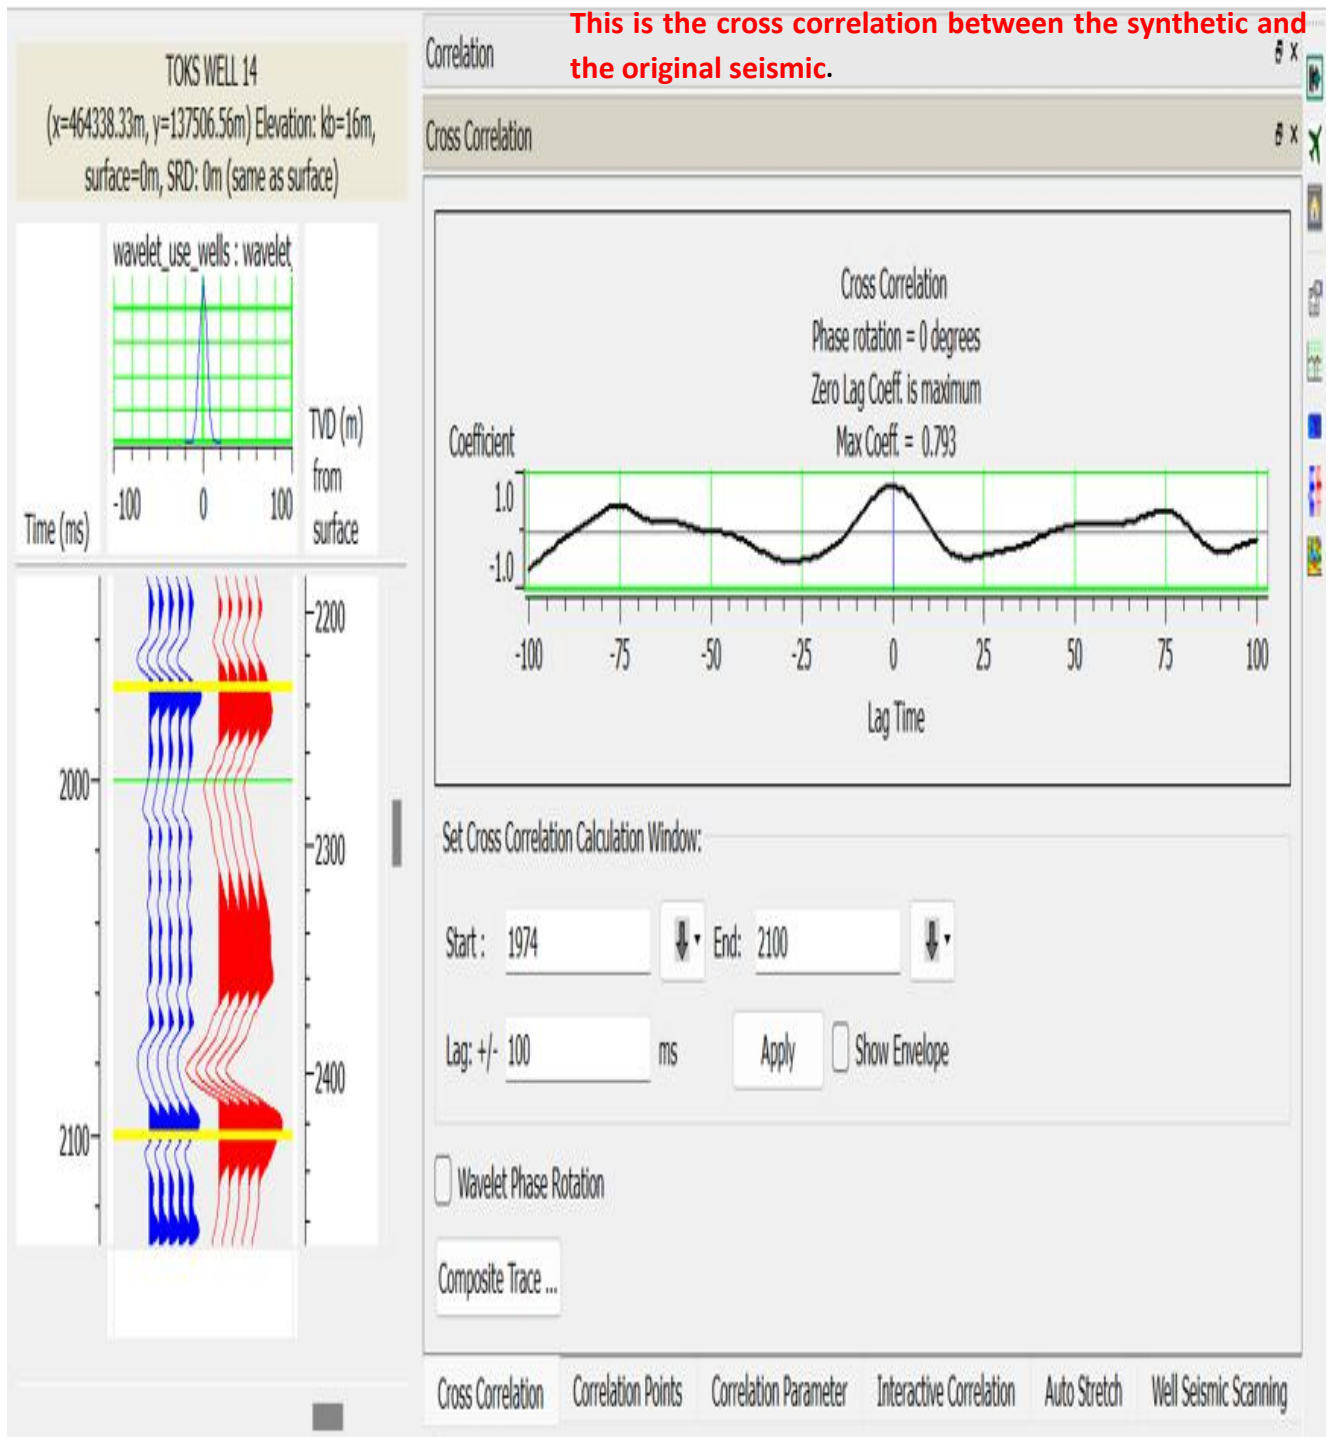 This is the cross correlation between the synthetic and
the original seismic.
TOKS WELL 14
(x=464338.33m, y=137506.56m) Elevation: kb=16m,
surface=0m, SRD: 0m (same as surface)
wavelet_use_wells : wavelet_
-100 0 100
Time (ms)
TVD (m)
from
surface
2200
2000
2300
2400
2100
Correlation
Cross Correlation
Cross Correlation
Phase rotation = 0 degrees
Zero Lag Coeff. is maximum
Max Coeff. = 0.793
Coefficient
1.0
-1.0
-100 -75 -50 -25 0 25 50 75 100
Lag Time
Set Cross Correlation Calculation Window:
Start : 1974 End: 2100
Lag: +/- 100 ms Apply Show Envelope
Wavelet Phase Rotation
Composite Trace ...
Cross Correlation Correlation Points Correlation Parameter Interactive Correlation Auto Stretch Well Seismic Scanning